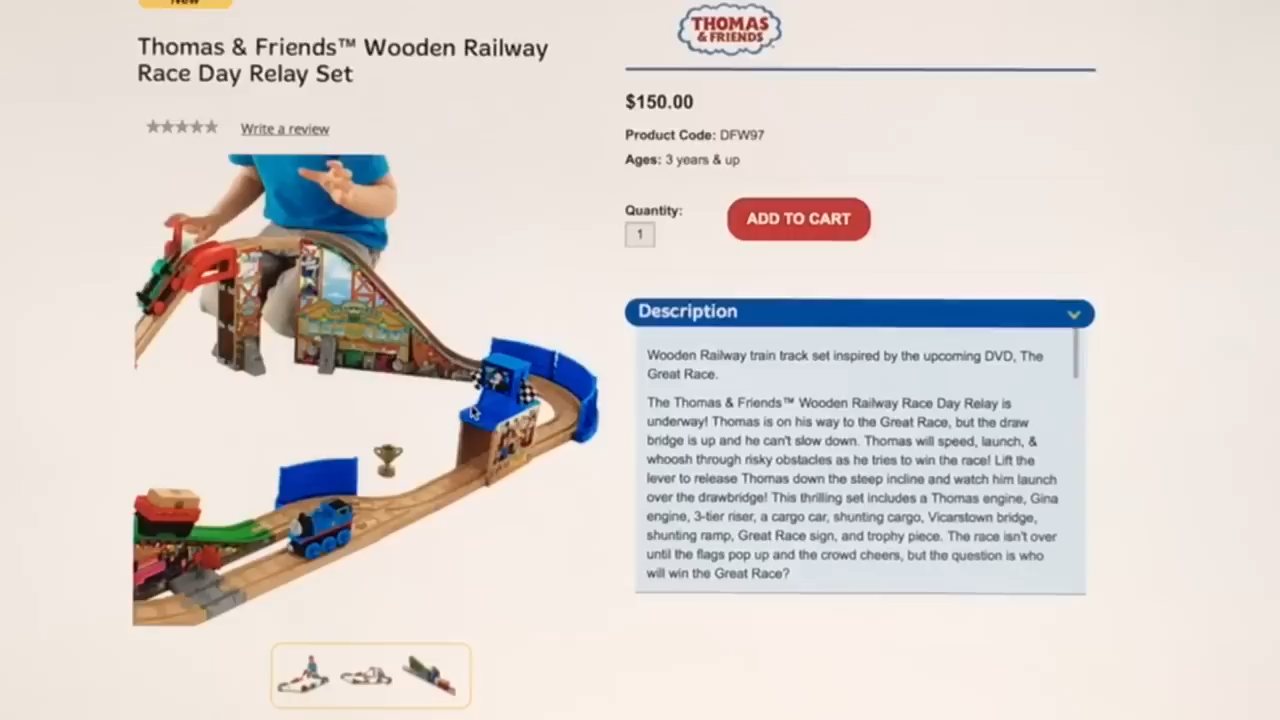 New
Thomas & Friends™ Wooden Railway
Race Day Relay Set
Write a review
THOMAS
& FRIENDS
$150.00
Product Code: DFW97
Ages: 3 years & up
Quantity:
1
ADD TO CART
Description
Wooden Railway train track set inspired by the upcoming DVD, The
Great Race.
The Thomas & Friends™ Wooden Railway Race Day Relay is
underway! Thomas is on his way to the Great Race, but the draw
bridge is up and he can't slow down. Thomas will speed, launch, &
whoosh through risky obstacles as he tries to win the race! Lift the
lever to release Thomas down the steep incline and watch him launch
over the drawbridge! This thrilling set includes a Thomas engine, Gina
engine, 3-tier riser, a cargo car, shunting cargo, Vicarstown bridge,
shunting ramp, Great Race sign, and trophy piece. The race isn't over
until the flags pop up and the crowd cheers, but the question is who
will win the Great Race?